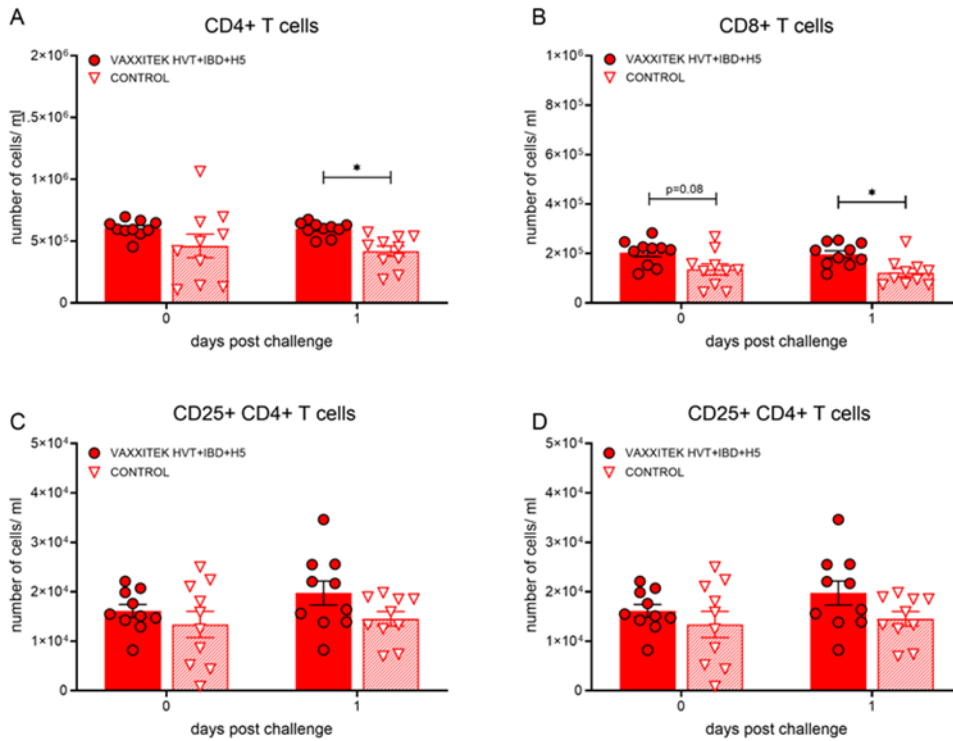 A
CD4+ T cells
2×10⁶
1.5×10⁶
1×10⁶
5×10⁵
0
number of cells/ ml
VAXXITEK HVT+IBD+H5
CONTROL
*
0
1
days post challenge
B
CD8+ T cells
1×10⁶
8×10⁵
6×10⁵
4×10⁵
2×10⁵
0
number of cells/ ml
VAXXITEK HVT+IBD+H5
CONTROL
p=0.08
*
0
1
days post challenge
C
CD25+ CD4+ T cells
5×10⁴
4×10⁴
3×10⁴
2×10⁴
1×10⁴
0
number of cells/ ml
VAXXITEK HVT+IBD+H5
CONTROL
0
1
days post challenge
D
CD25+ CD4+ T cells
5×10⁴
4×10⁴
3×10⁴
2×10⁴
1×10⁴
0
number of cells/ ml
VAXXITEK HVT+IBD+H5
CONTROL
0
1
days post challenge